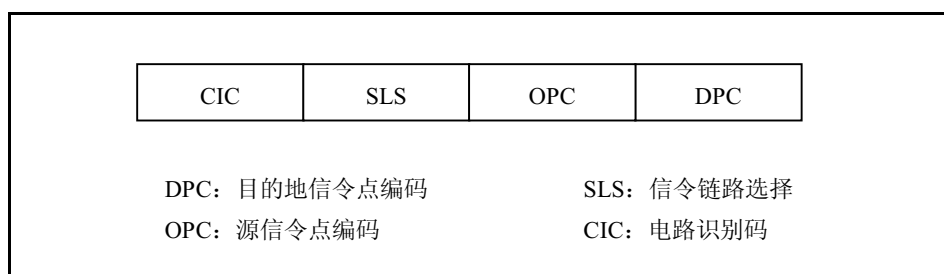 CIC SLS OPC DPC
DPC：目的地信令点编码 SLS：信令链路选择
OPC：源信令点编码 CIC：电路识别码